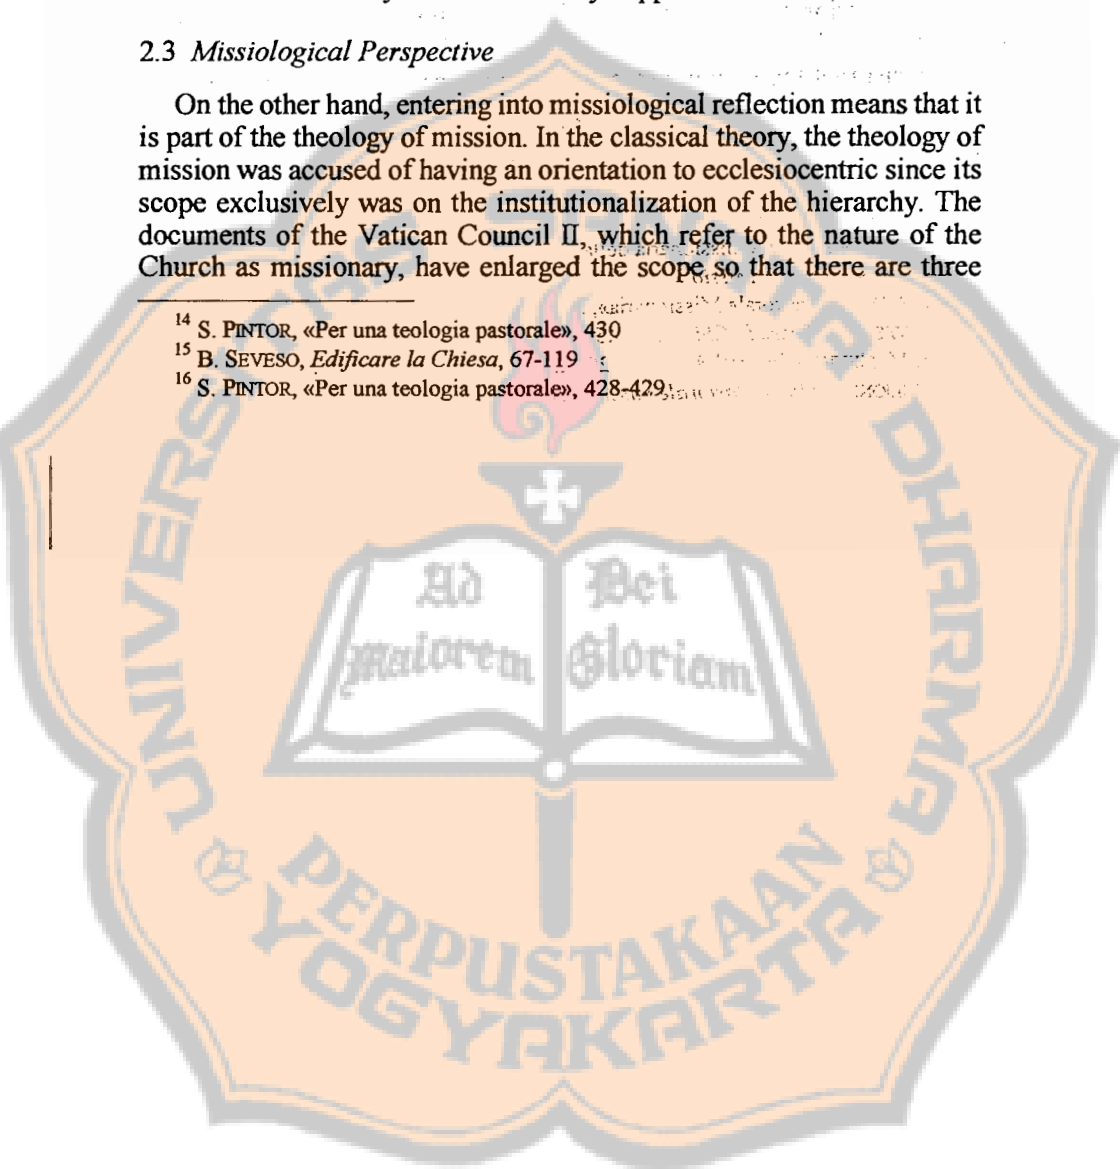 2.3 Missiological Perspective
On the other hand, entering into missiological reflection means that it
is part of the theology of mission. In the classical theory, the theology of
mission was accused of having an orientation to ecclesiocentric since its
scope exclusively was on the institutionalization of the hierarchy. The
documents of the Vatican Council II, which refer to the nature of the
Church as missionary, have enlarged the scope so that there are three
14 S. PINTOR, «Per una teologia pastorale», 430
15 B. SEVESO, Edificare la Chiesa, 67-119
16 S. PINTOR, «Per una teologia pastorale», 428-429
UNIVERSITAS SANATA DHARMA
Ad Dei
maiorem Gloriam
PERPUSTAKAAN
YOGYAKARTA